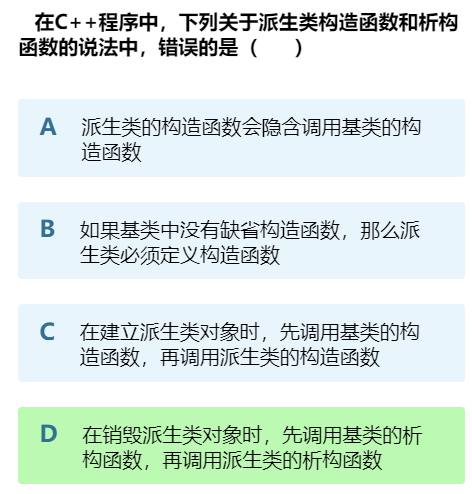 在C++程序中，下列关于派生类构造函数和析构
函数的说法中，错误的是（ ）
A 派生类的构造函数会隐含调用基类的构
造函数
B 如果基类中没有缺省构造函数，那么派
生类必须定义构造函数
C 在建立派生类对象时，先调用基类的构
造函数，再调用派生类的构造函数
D 在销毁派生类对象时，先调用基类的析
构函数，再调用派生类的析构函数